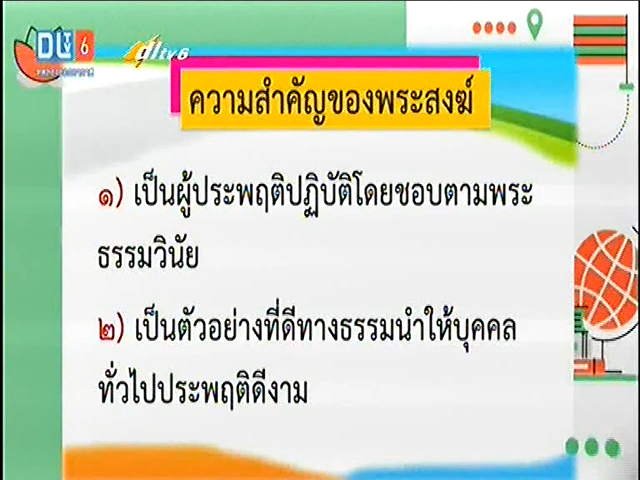 DLTV 6
dltv6
ความสำคัญของพระสงฆ์
๑) เป็นผู้ประพฤติปฏิบัติโดยชอบตามพระ
ธรรมวินัย
๒) เป็นตัวอย่างที่ดีทางธรรมนำให้บุคคล
ทั่วไปประพฤติดีงาม